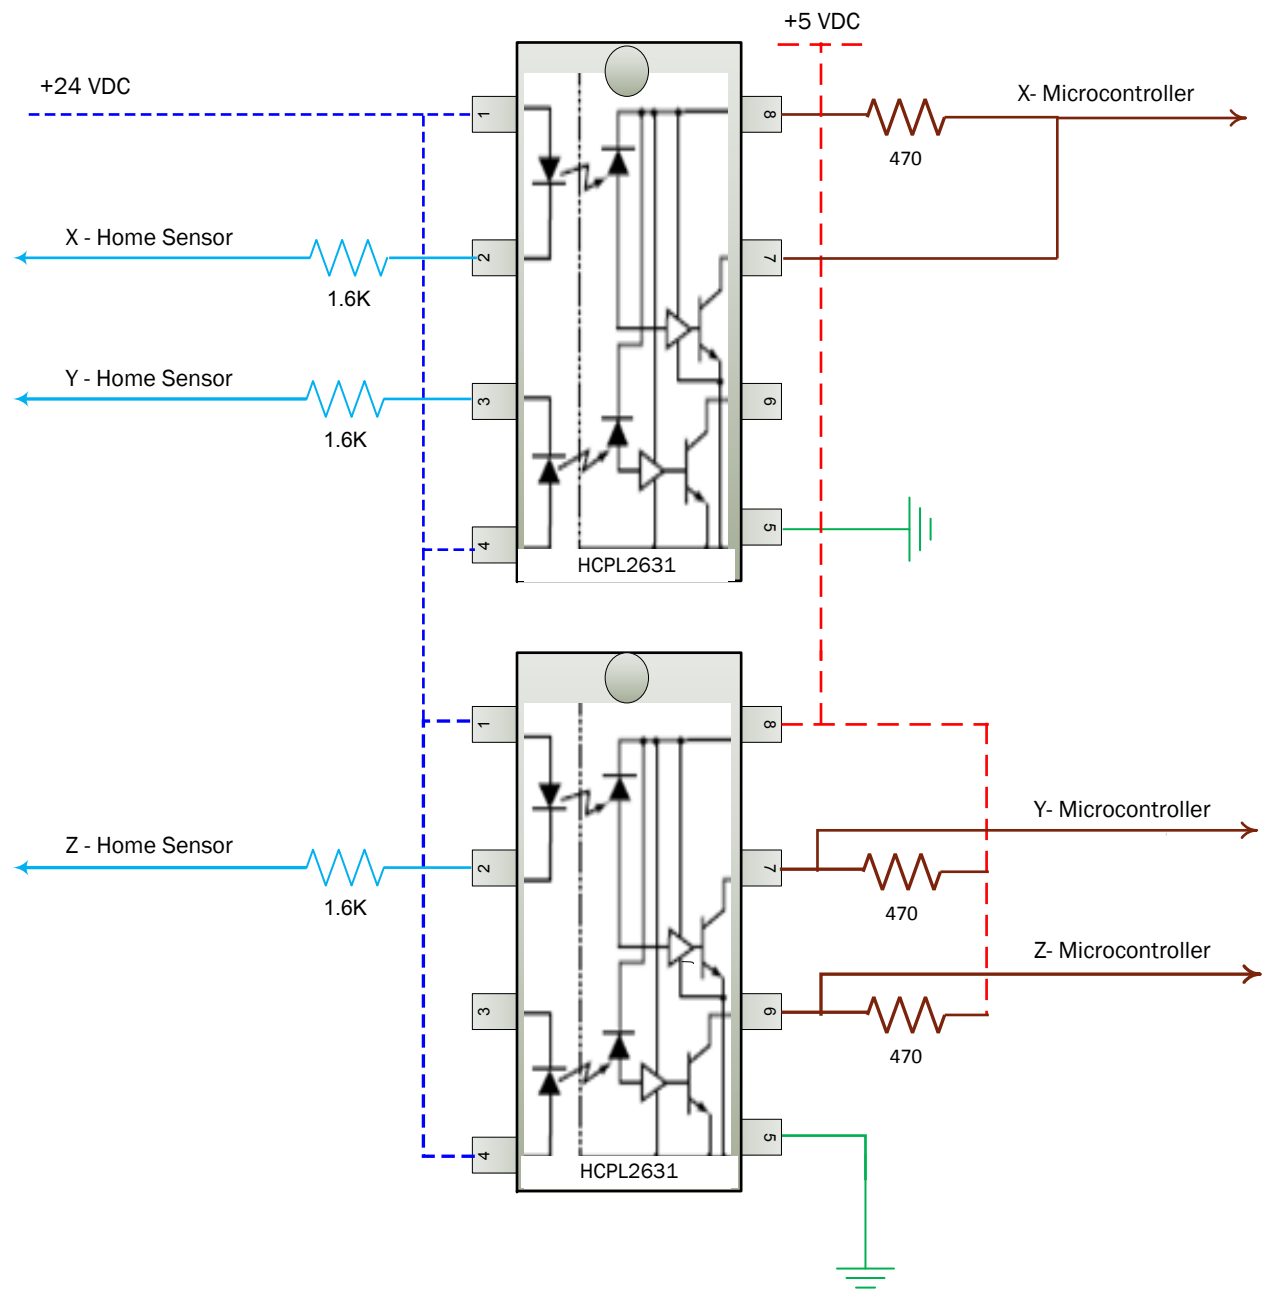 +5 VDC
+24 VDC
X- Microcontroller
1
8
470
X - Home Sensor
2
7
1.6K
Y - Home Sensor
3
6
1.6K
4
5
HCPL2631
1
8
Y- Microcontroller
Z - Home Sensor
2
7
1.6K
470
Z- Microcontroller
3
6
470
4
5
HCPL2631